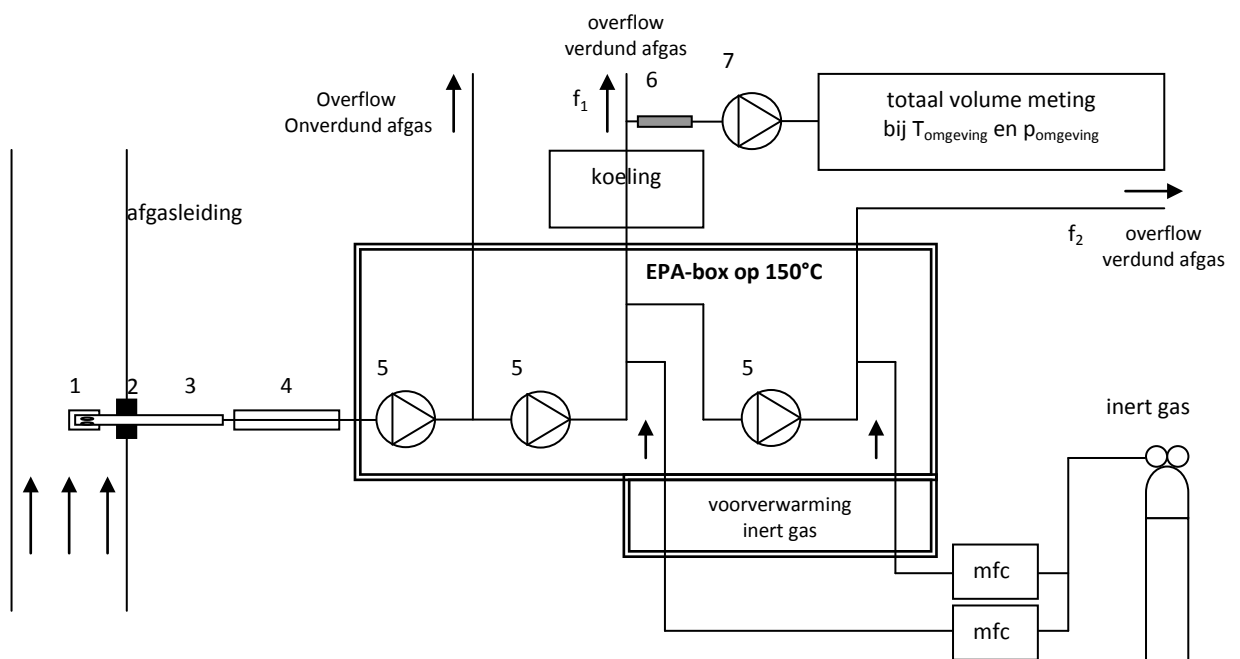 overflow
verdund afgas
f₁
6
7
Overflow
Onverdund afgas
totaal volume meting
bij Tomgeving en pomgeving
koeling
afgasleiding
f₂
overflow
verdund afgas
EPA-box op 150°C
1
2
3
4
5
5
5
inert gas
voorverwarming
inert gas
mfc
mfc